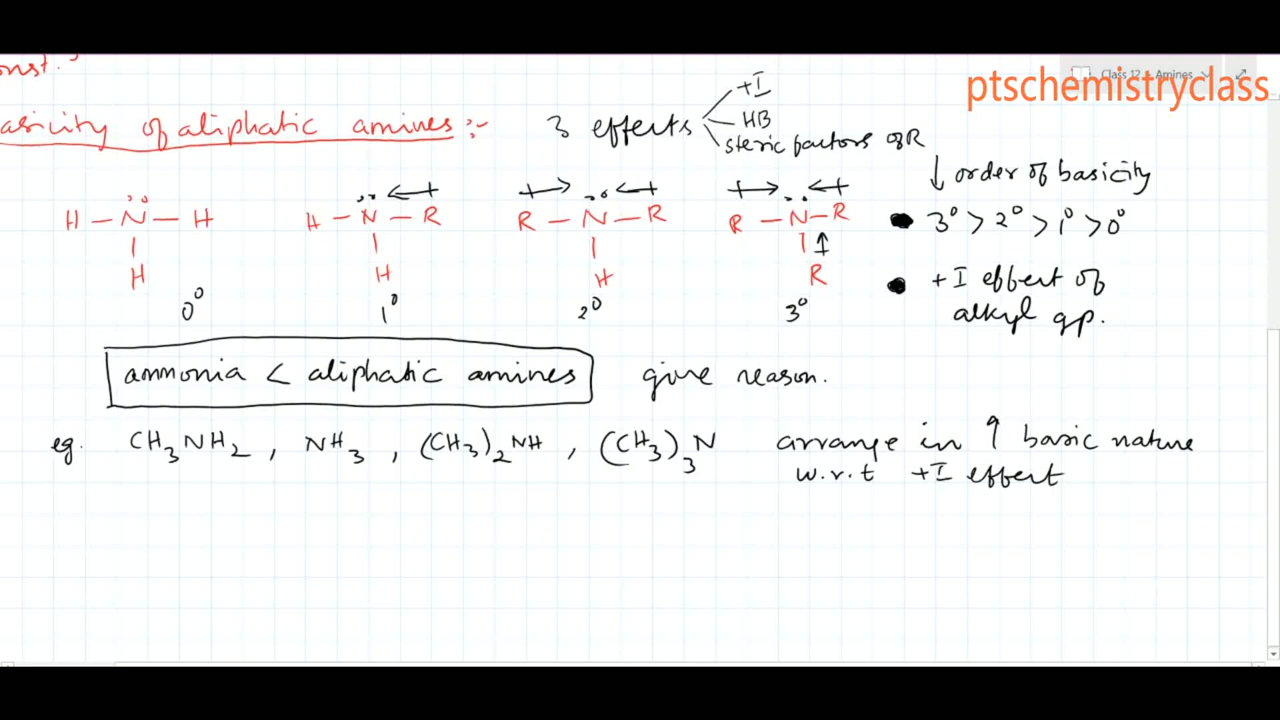 onst.
ptschemistryclass
Class 12 Amines
asicity of aliphatic amines :-
3 effects
+I
HB
steric factors of R
↓ order of basicity
H – N̈ – H
H
0°
H – N̈ – R
H
1°
R – N̈ – R
H
2°
R – N̈ – R
R
3°
3° > 2° > 1° > 0°
+I effect of
alkyl gp.
ammonia < aliphatic amines give reason.
eg. CH₃NH₂ , NH₃ , (CH₃)₂NH , (CH₃)₃N arrange in ↑ basic nature
w.r.t +I effect